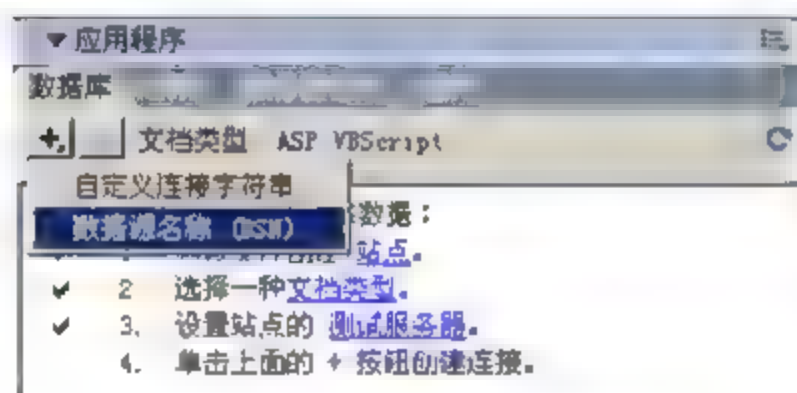 应用程序
数据库
文档类型 ASP VBScript
自定义连接字符串
数据源名称 (DSN)
数据:
站点。
2 选择一种文档类型。
3. 设置站点的 测试服务器。
4. 单击上面的 + 按钮创建连接。